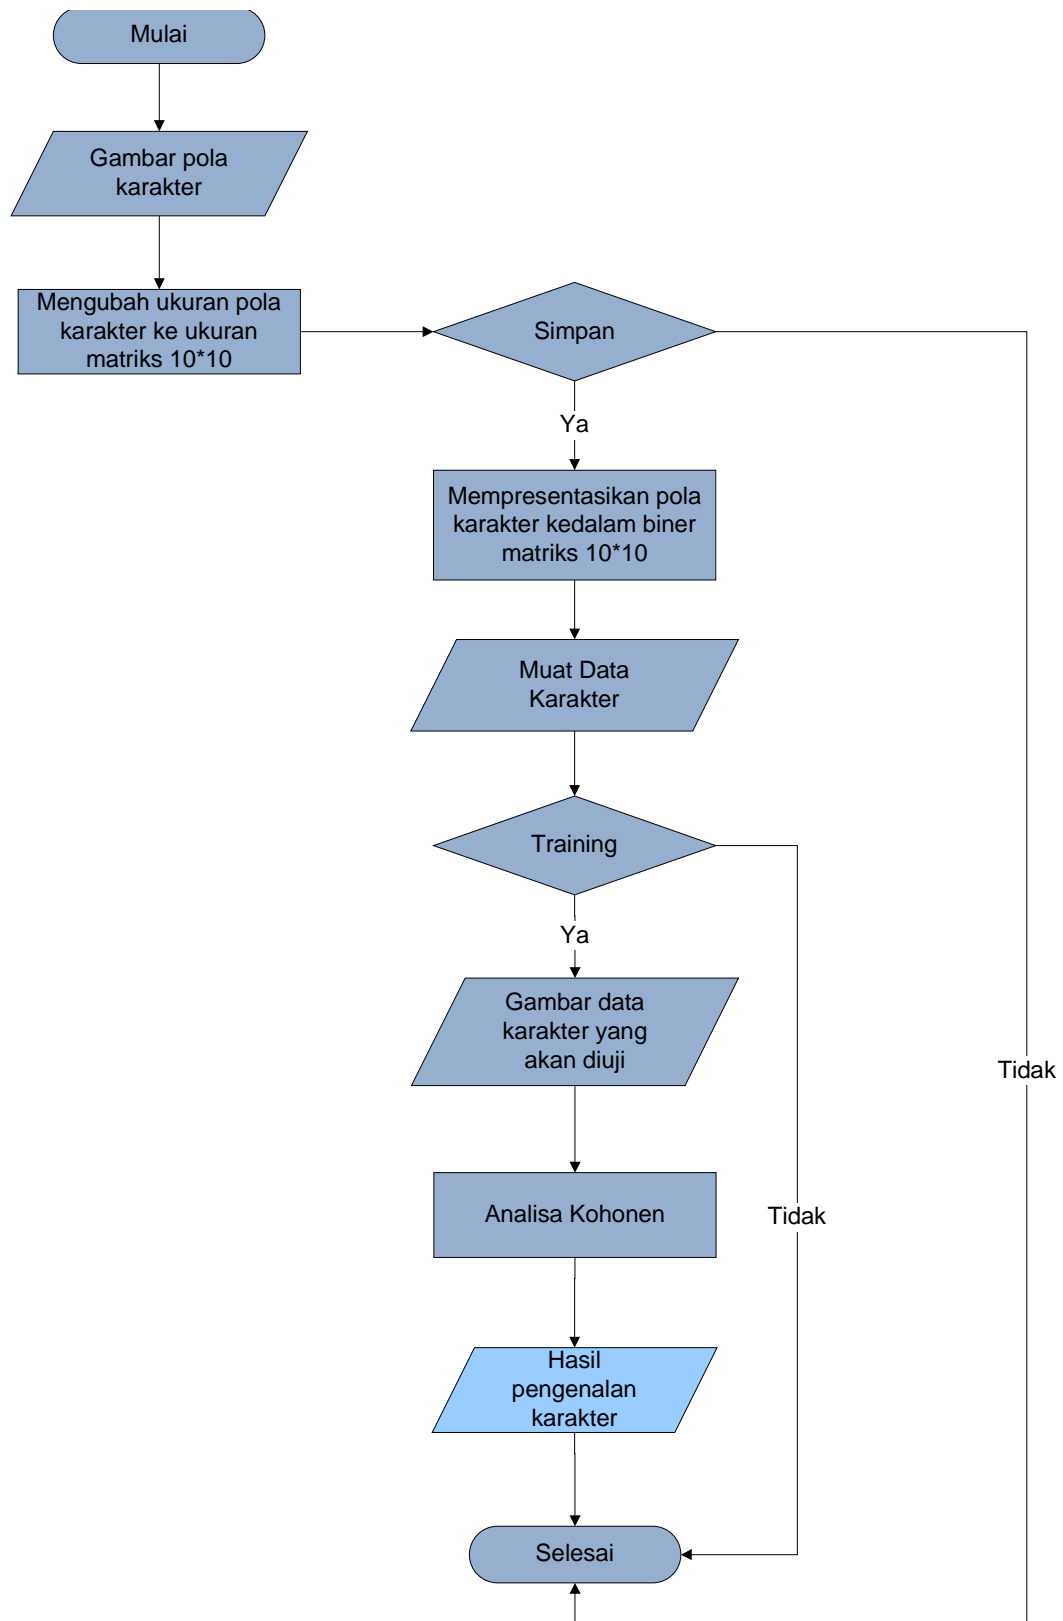 Mulai
Gambar pola
karakter
Mengubah ukuran pola
karakter ke ukuran
matriks 10*10
Simpan
Ya
Mempresentasikan pola
karakter kedalam biner
matriks 10*10
Muat Data
Karakter
Training
Ya
Gambar data
karakter yang
akan diuji
Tidak
Analisa Kohonen
Tidak
Hasil
pengenalan
karakter
Selesai